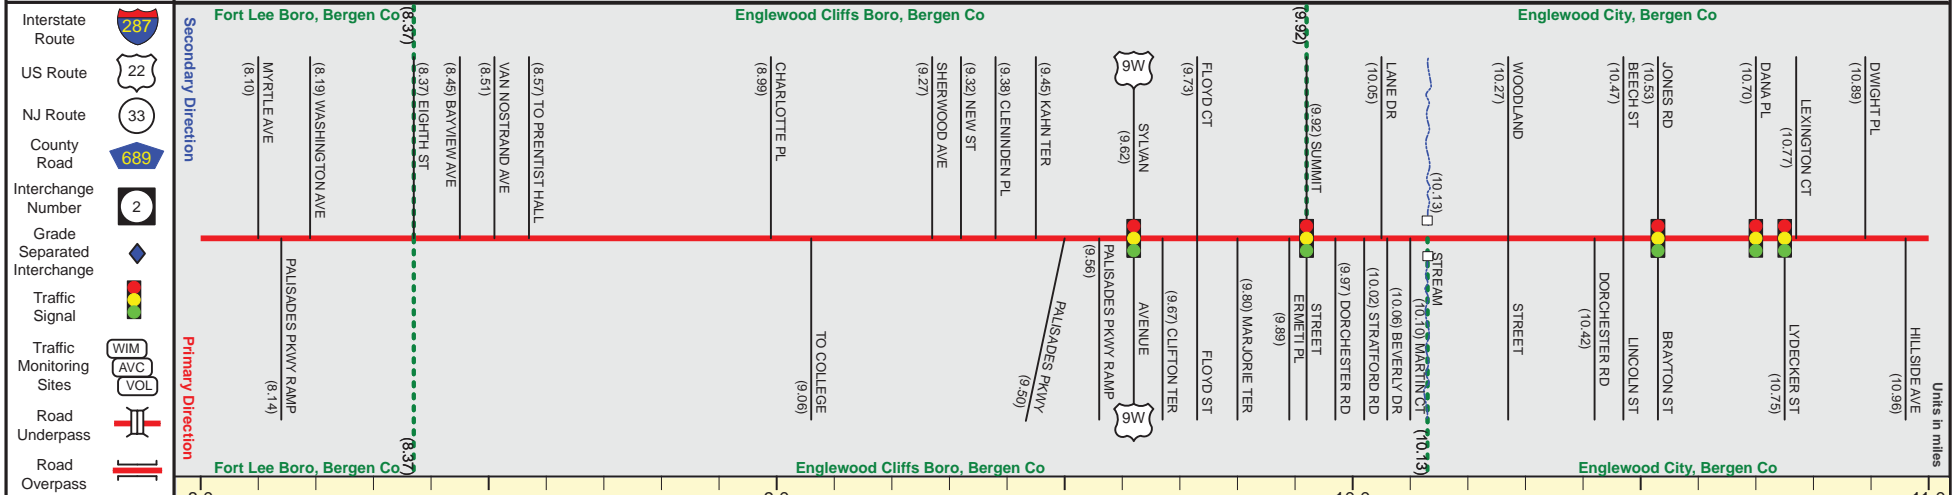 Interstate
Route
287
US Route
22
NJ Route
33
County
Road
689
Interchange
Number
2
Grade
Separated
Interchange
Traffic
Signal
Traffic
Monitoring
Sites
WIM
AVC
VOL
Road
Underpass
Road
Overpass
Secondary Direction
Primary Direction
Fort Lee Boro, Bergen Co
(8.37)
Englewood Cliffs Boro, Bergen Co
(9.92)
Englewood City, Bergen Co
MYRTLE AVE
(8.10)
(8.19) WASHINGTON AVE
(8.37) EIGHTH ST
(8.45) BAYVIEW AVE
VAN NOSTRAND AVE
(8.51)
(8.57) TO PRENTIST HALL
CHARLOTTE PL
(8.99)
SHERWOOD AVE
(9.27)
(9.32) NEW ST
(9.38) CLENINDEN PL
(9.45) KAHN TER
9W
SYLVAN
(9.62)
FLOYD CT
(9.73)
(9.92) SUMMIT
LANE DR
(10.05)
(10.13)
WOODLAND
(10.27)
BEECH ST
(10.47)
JONES RD
(10.53)
DANA PL
(10.70)
LEXINGTON CT
(10.77)
DWIGHT PL
(10.89)
PALISADES PKWY RAMP
(8.14)
TO COLLEGE
(9.06)
PALISADES PKWY
(9.50)
PALISADES PKWY RAMP
(9.56)
AVENUE
9W
(9.67) CLIFTON TER
FLOYD ST
(9.80) MARJORIE TER
ERMETI PL
(9.89)
STREET
(9.97) DORCHESTER RD
(10.02) STRATFORD RD
(10.06) BEVERLY DR
(10.10) MARTIN CT
STREAM
STREET
DORCHESTER RD
(10.42)
LINCOLN ST
BRAYTON ST
LYDECKER ST
(10.75)
HILLSIDE AVE
(10.96)
Units in miles
Fort Lee Boro, Bergen Co
(8.37)
Englewood Cliffs Boro, Bergen Co
(10.13)
Englewood City, Bergen Co